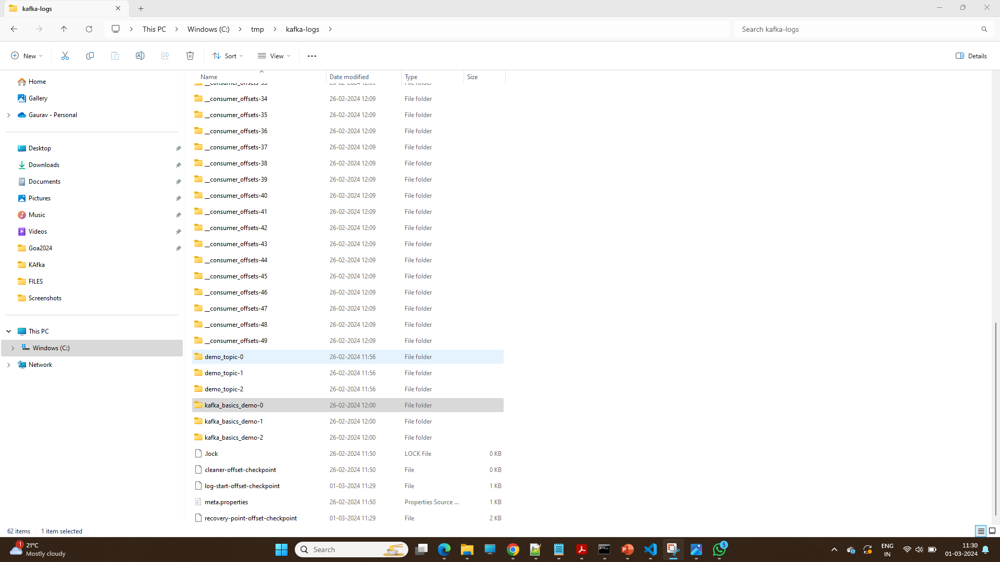 kafka-logs
This PC Windows (C:) tmp kafka-logs
Search kafka-logs
New Sort View Details
Name Date modified Type Size
Home
Gallery
Gaurav - Personal
Desktop
Downloads
Documents
Pictures
Music
Videos
Goa2024
KAfka
FILES
Screenshots
This PC
Windows (C:)
Network
__consumer_offsets-33 26-02-2024 12:09 File folder
__consumer_offsets-34 26-02-2024 12:09 File folder
__consumer_offsets-35 26-02-2024 12:09 File folder
__consumer_offsets-36 26-02-2024 12:09 File folder
__consumer_offsets-37 26-02-2024 12:09 File folder
__consumer_offsets-38 26-02-2024 12:09 File folder
__consumer_offsets-39 26-02-2024 12:09 File folder
__consumer_offsets-40 26-02-2024 12:09 File folder
__consumer_offsets-41 26-02-2024 12:09 File folder
__consumer_offsets-42 26-02-2024 12:09 File folder
__consumer_offsets-43 26-02-2024 12:09 File folder
__consumer_offsets-44 26-02-2024 12:09 File folder
__consumer_offsets-45 26-02-2024 12:09 File folder
__consumer_offsets-46 26-02-2024 12:09 File folder
__consumer_offsets-47 26-02-2024 12:09 File folder
__consumer_offsets-48 26-02-2024 12:09 File folder
__consumer_offsets-49 26-02-2024 12:09 File folder
demo_topic-0 26-02-2024 11:56 File folder
demo_topic-1 26-02-2024 11:56 File folder
demo_topic-2 26-02-2024 11:56 File folder
kafka_basics_demo-0 26-02-2024 12:00 File folder
kafka_basics_demo-1 26-02-2024 12:00 File folder
kafka_basics_demo-2 26-02-2024 12:00 File folder
.lock 26-02-2024 11:50 LOCK File 0 KB
cleaner-offset-checkpoint 26-02-2024 11:50 File 0 KB
log-start-offset-checkpoint 01-03-2024 11:29 File 1 KB
meta.properties 26-02-2024 11:50 Properties Source ... 1 KB
recovery-point-offset-checkpoint 01-03-2024 11:29 File 2 KB
62 items 1 item selected
1
21°C
Mostly cloudy
Search
5
ENG
IN
11:30
01-03-2024